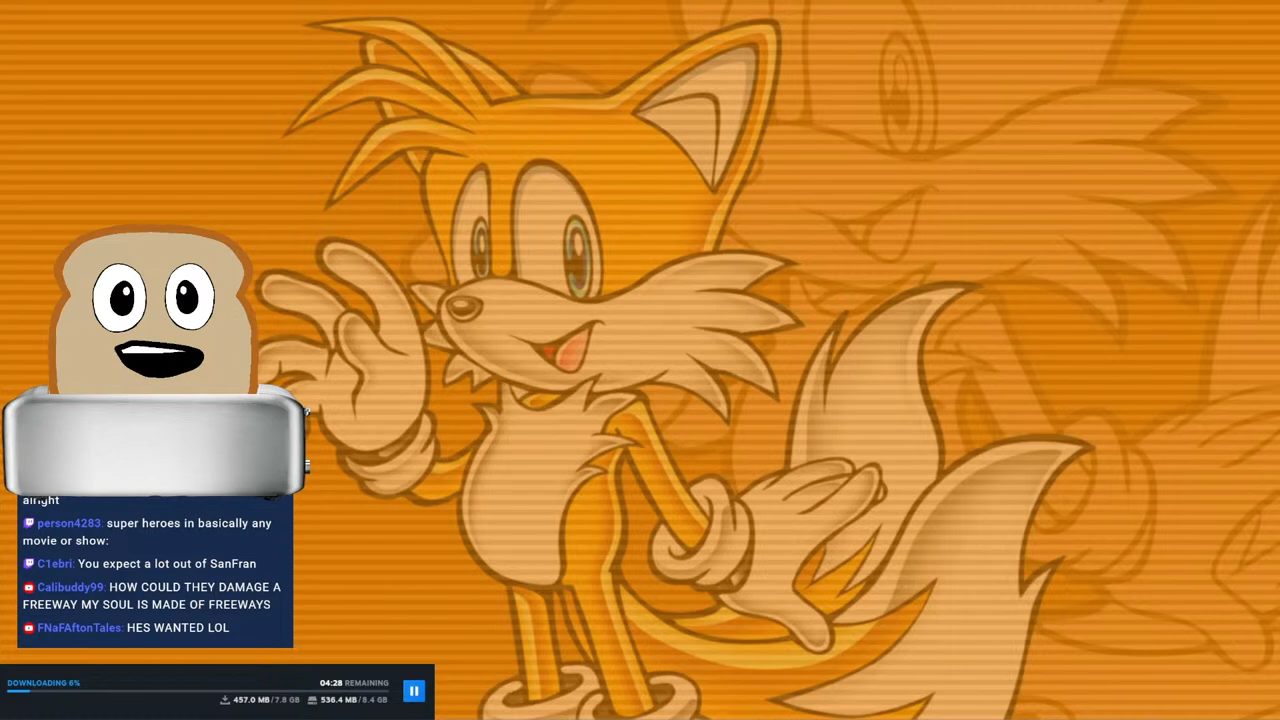 alright
person4283: super heroes in basically any
movie or show:
C1ebri: You expect a lot out of SanFran
Calibuddy99: HOW COULD THEY DAMAGE A
FREEWAY MY SOUL IS MADE OF FREEWAYS
FNaFAftonTales: HES WANTED LOL
DOWNLOADING 6% 04:28 REMAINING
457.0 MB/7.8 GB 536.4 MB/8.4 GB